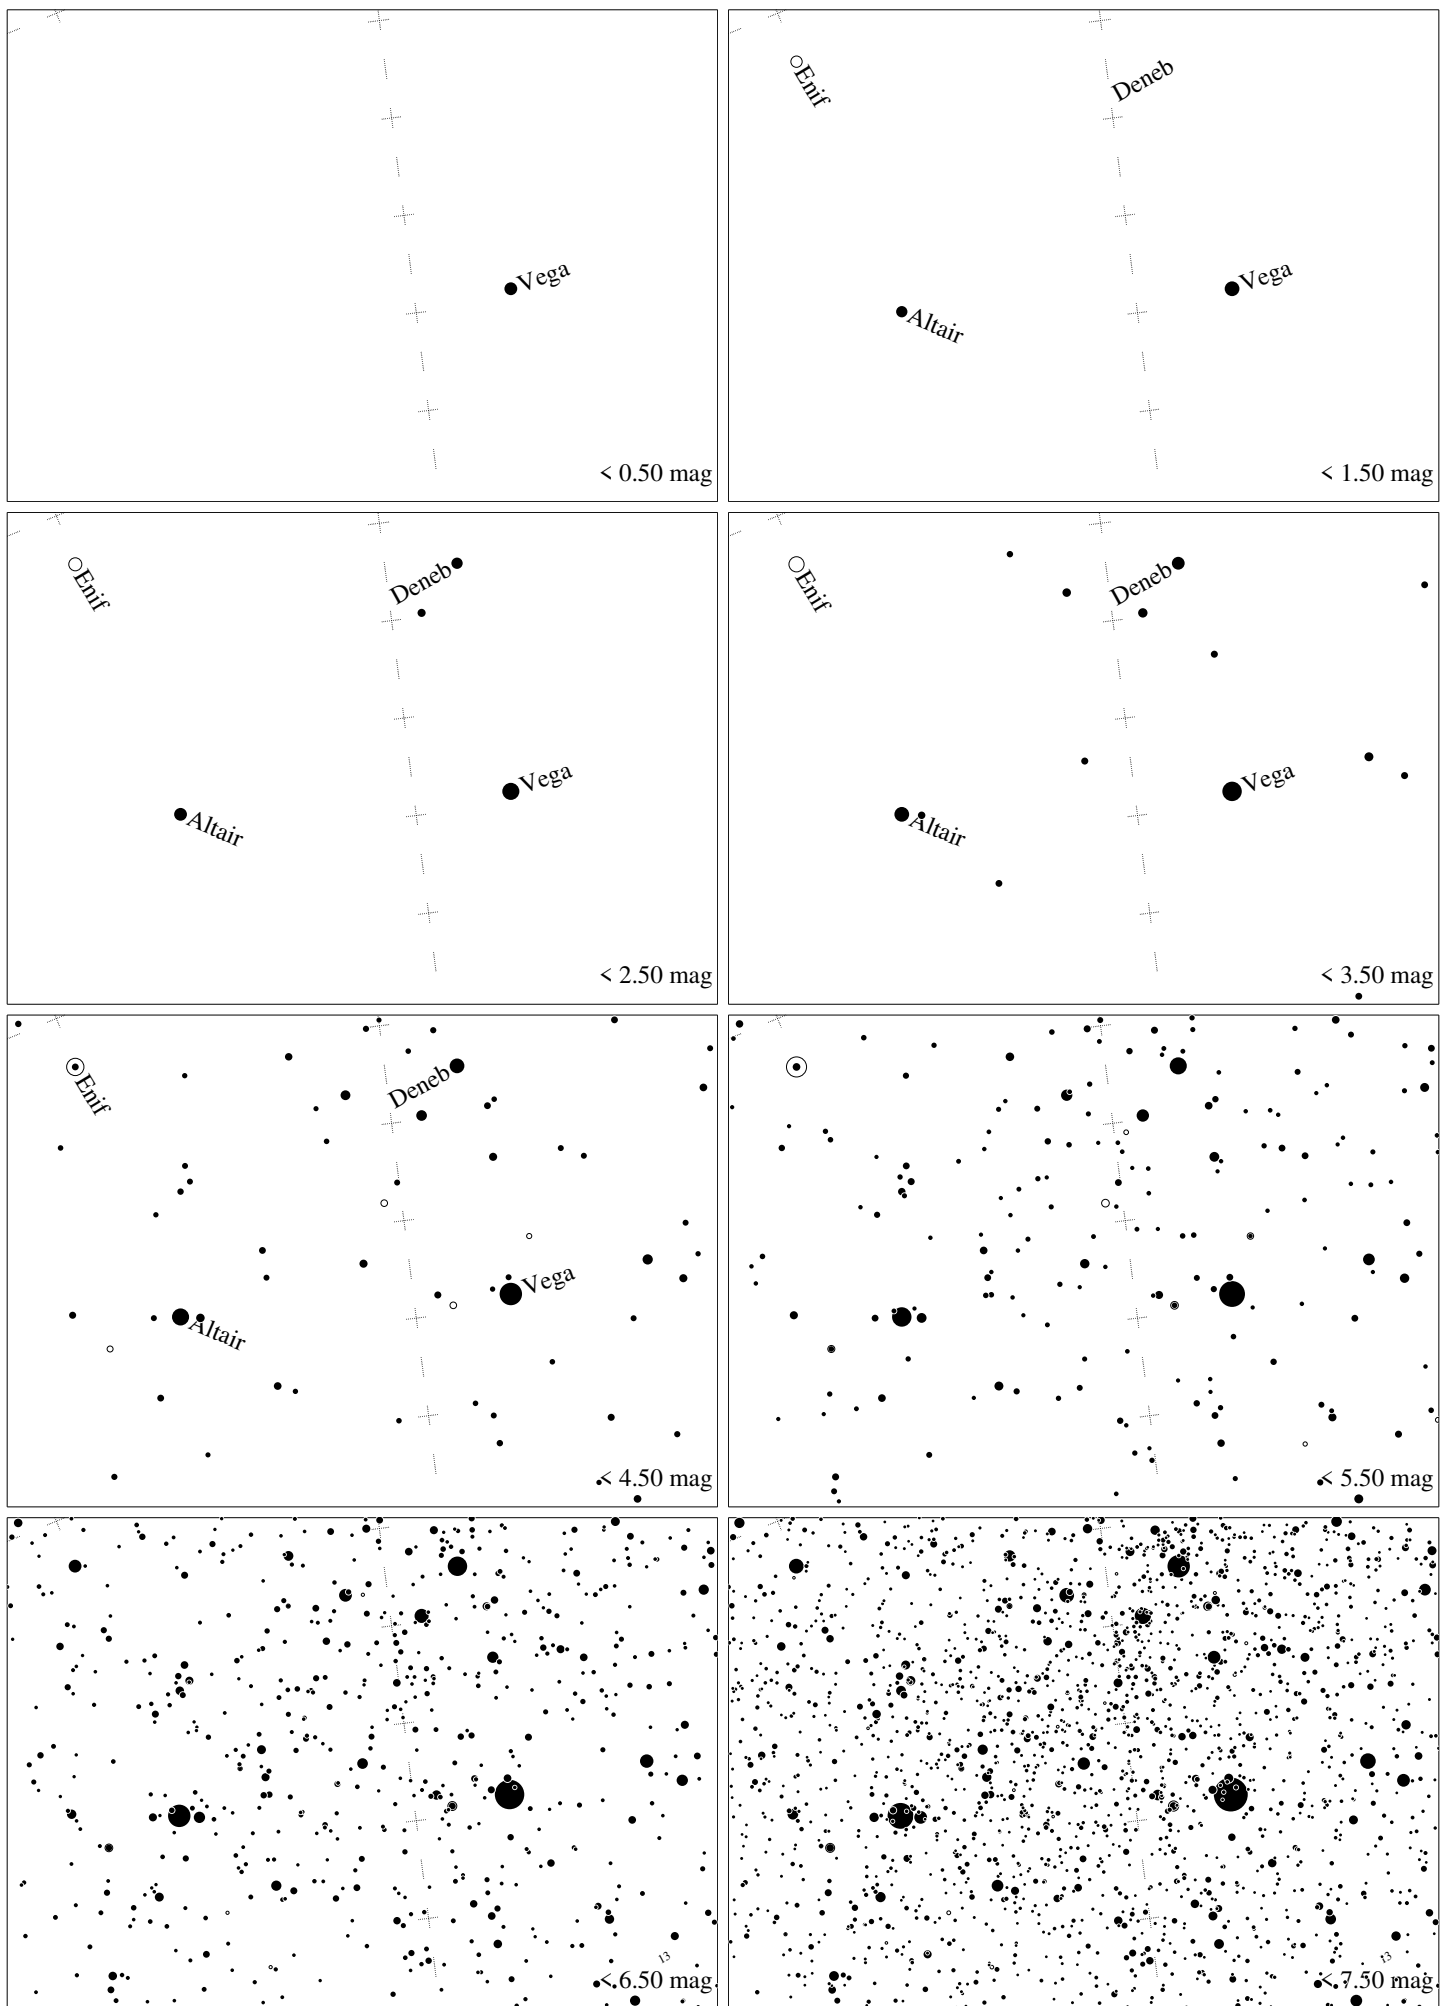 Vega
< 0.50 mag
Enif
Deneb
Vega
Altair
< 1.50 mag
Enif
Deneb
Vega
Altair
< 2.50 mag
Enif
Deneb
Vega
Altair
< 3.50 mag
Enif
Deneb
Vega
Altair
< 4.50 mag
< 5.50 mag
13
< 6.50 mag
13
< 7.50 mag